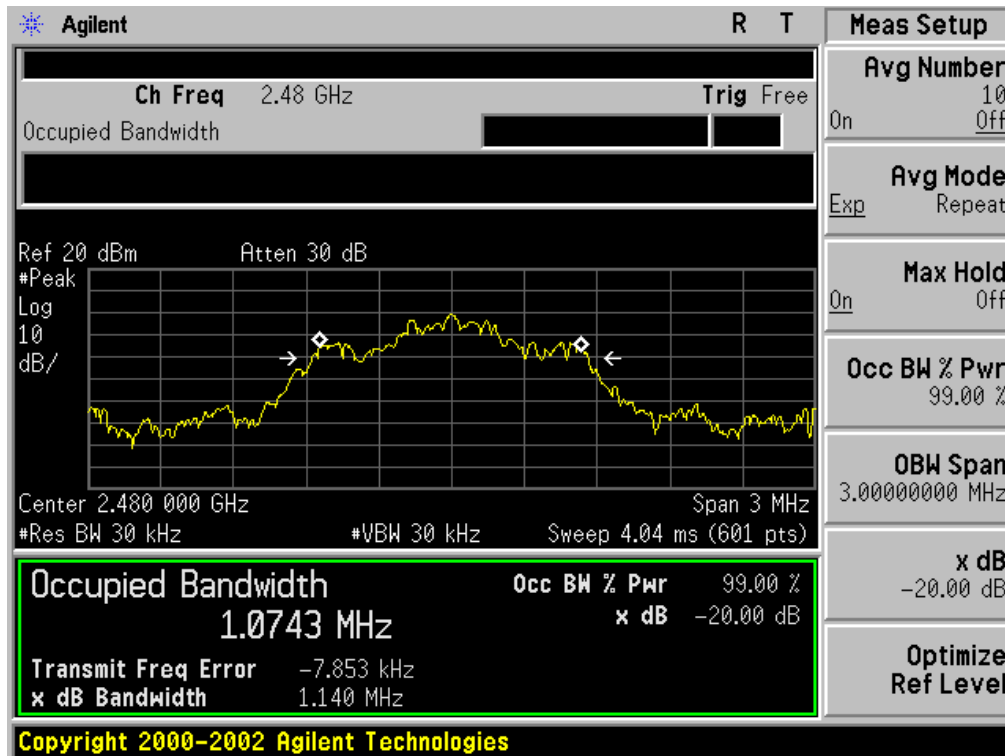 Agilent
R T
Meas Setup
Ch Freq 2.48 GHz
Trig Free
Occupied Bandwidth
Avg Number
10
On Off
Avg Mode
Exp Repeat
Max Hold
On Off
Occ BW % Pwr
99.00 %
OBW Span
3.00000000 MHz
x dB
-20.00 dB
Optimize
Ref Level
Ref 20 dBm
Atten 30 dB
#Peak
Log
10
dB/
Center 2.480 000 GHz
Span 3 MHz
#Res BW 30 kHz
#VBW 30 kHz
Sweep 4.04 ms (601 pts)
Occupied Bandwidth
1.0743 MHz
Occ BW % Pwr 99.00 %
x dB -20.00 dB
Transmit Freq Error -7.853 kHz
x dB Bandwidth 1.140 MHz
Copyright 2000-2002 Agilent Technologies